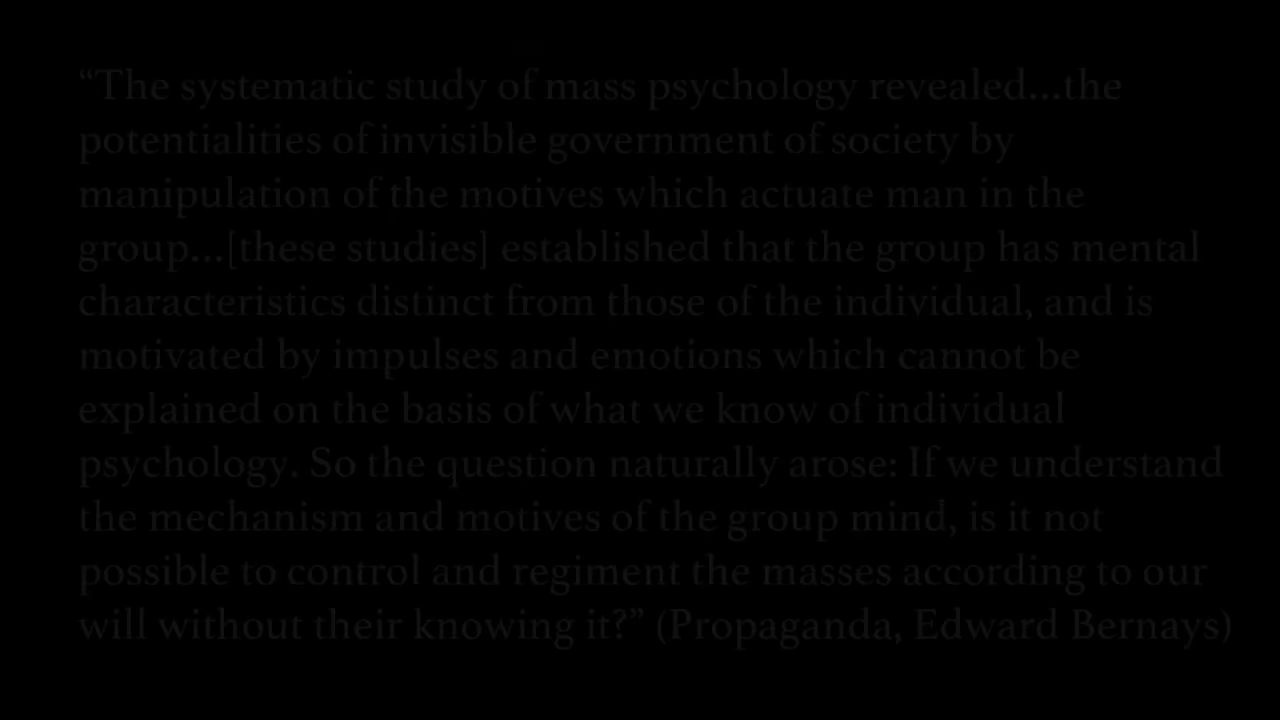 “The systematic study of mass psychology revealed...the
potentialities of invisible government of society by
manipulation of the motives which actuate man in the
group...[these studies] established that the group has mental
characteristics distinct from those of the individual, and is
motivated by impulses and emotions which cannot be
explained on the basis of what we know of individual
psychology. So the question naturally arose: If we understand
the mechanism and motives of the group mind, is it not
possible to control and regiment the masses according to our
will without their knowing it?” (Propaganda, Edward Bernays)